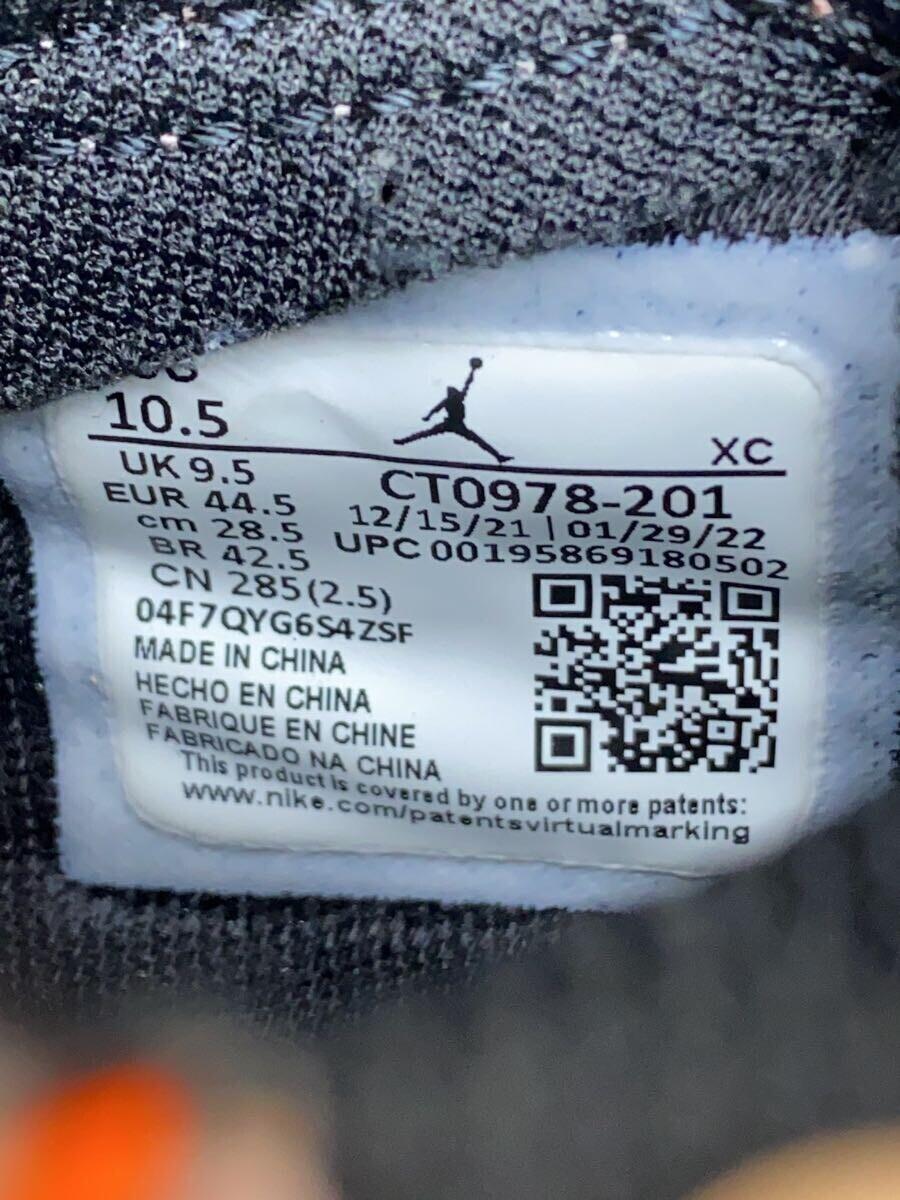 10.5
XC
UK 9.5
EUR 44.5
cm 28.5
BR 42.5
CN 285(2.5)
CT0978-201
12/15/21 | 01/29/22
UPC 00195869180502
04F7QYG6S4ZSF
MADE IN CHINA
HECHO EN CHINA
FABRIQUE EN CHINE
FABRICADO NA CHINA
This product is covered by one or more patents:
www.nike.com/patentsvirtualmarking